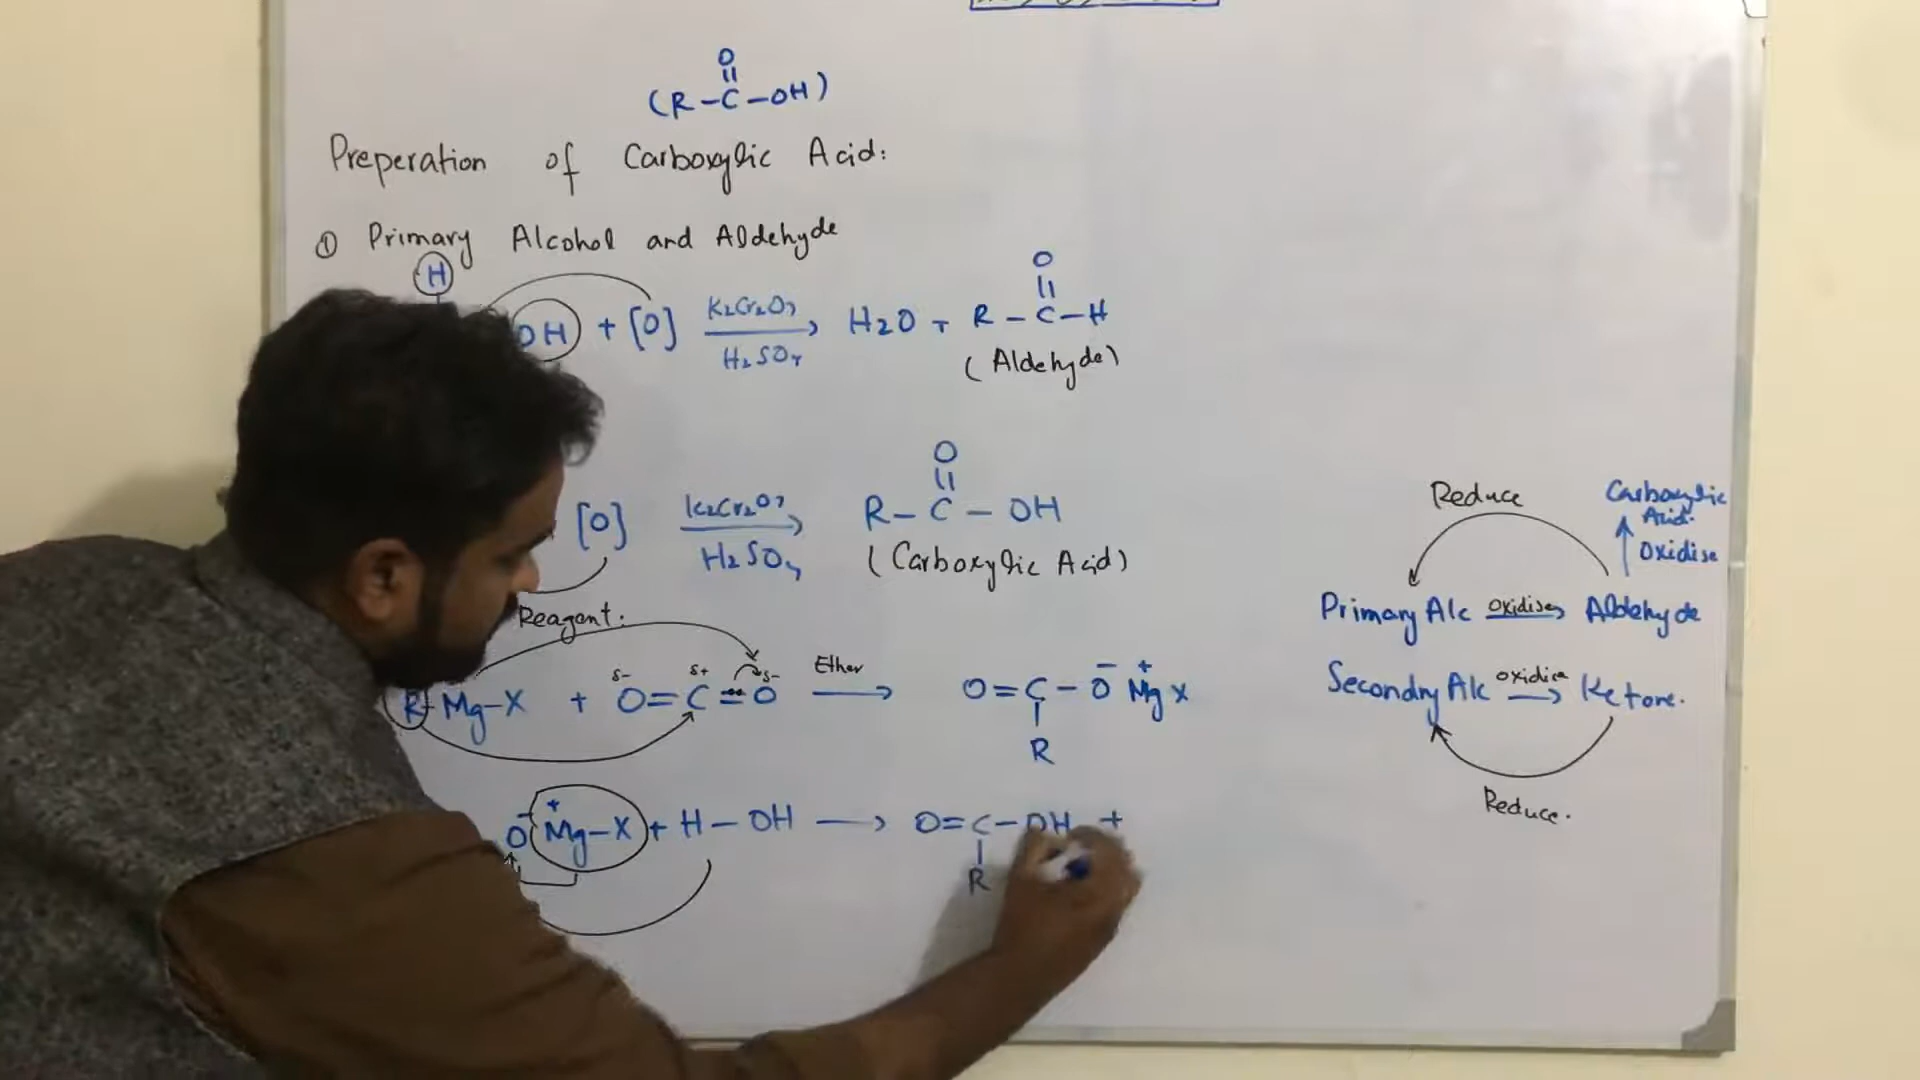 O
||
(R-C-OH)
Preperation of Carboxylic Acid:
① Primary Alcohol and Aldehyde
H
OH + [O] K₂Cr₂O₇ H₂SO₄ → H2O + R-C-H
O
||
(Aldehyde)
O
||
[O] K₂Cr₂O₇ H₂SO₄ → R-C-OH
(Carboxylic Acid)
Reagent.
δ- δ+ δ-
R-Mg-X + O=C=O Ether → O=C-O⁻ Mg⁺X
R
O⁻ Mg⁺-X + H-OH → O=C-OH +
R
Reduce
Carboxylic
Acid.
Oxidise
Primary Alc oxidises → Aldehyde
Secondry Alc oxidise → Ketone.
Reduce.